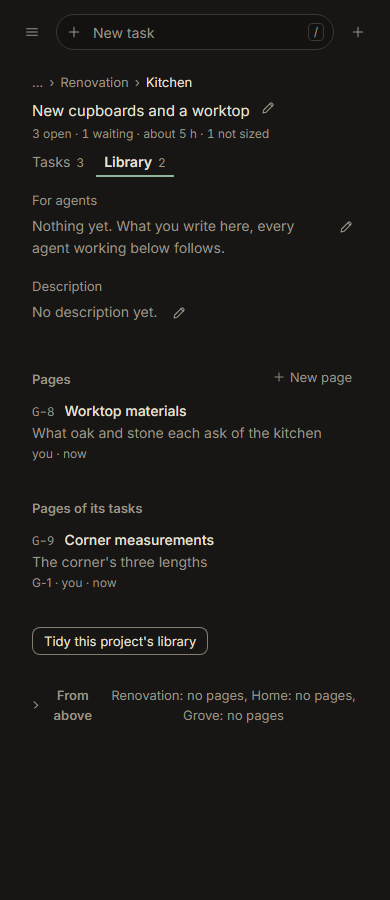 New task /
... › Renovation › Kitchen
New cupboards and a worktop
3 open · 1 waiting · about 5 h · 1 not sized
Tasks 3 Library 2
For agents
Nothing yet. What you write here, every
agent working below follows.
Description
No description yet.
Pages + New page
G-8 Worktop materials
What oak and stone each ask of the kitchen
you · now
Pages of its tasks
G-9 Corner measurements
The corner's three lengths
G-1 · you · now
Tidy this project's library
From above Renovation: no pages, Home: no pages,
Grove: no pages